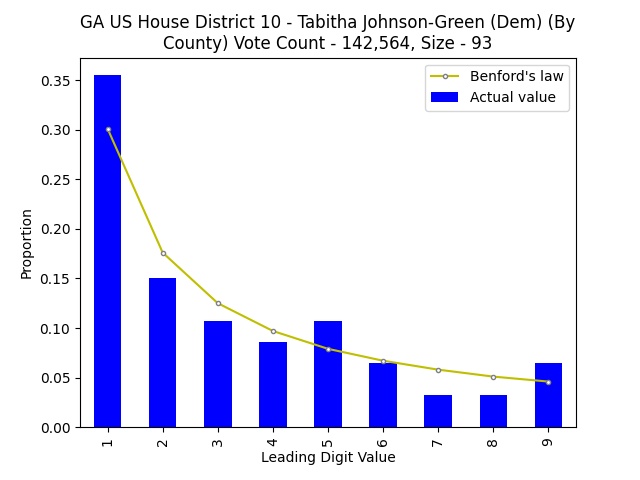 GA US House District 10 - Tabitha Johnson-Green (Dem) (By
County) Vote Count - 142,564, Size - 93
Benford's law
Actual value
Proportion
0.35
0.30
0.25
0.20
0.15
0.10
0.05
0.00
1 2 3 4 5 6 7 8 9
Leading Digit Value